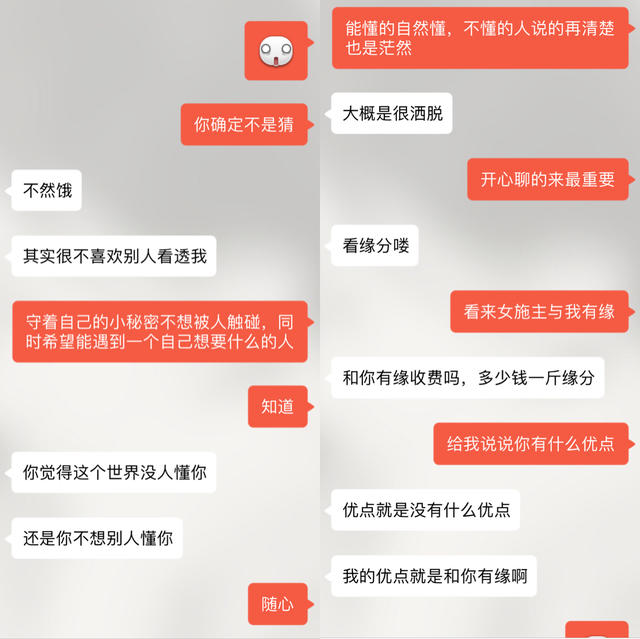 你确定不是猜
不然饿
其实很不喜欢别人看透我
守着自己的小秘密不想被人触碰，同
时希望能遇到一个自己想要什么的人
知道
你觉得这个世界没人懂你
还是你不想别人懂你
随心
能懂的自然懂，不懂的人说的再清楚
也是茫然
大概是很洒脱
开心聊的来最重要
看缘分喽
看来女施主与我有缘
和你有缘收费吗，多少钱一斤缘分
给我说说你有什么优点
优点就是没有什么优点
我的优点就是和你有缘啊